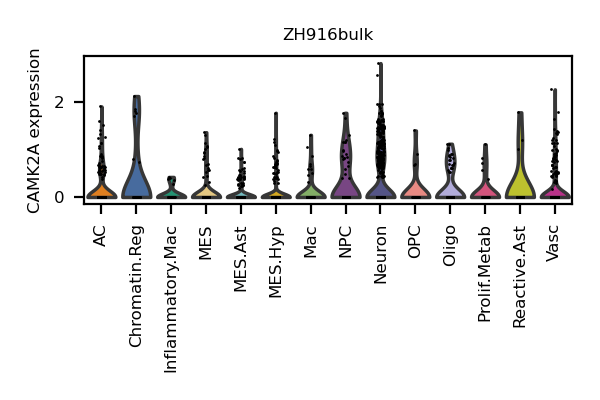 ZH916bulk
CAMK2A expression
2
0
AC
Chromatin.Reg
Inflammatory.Mac
MES
MES.Ast
MES.Hyp
Mac
NPC
Neuron
OPC
Oligo
Prolif.Metab
Reactive.Ast
Vasc